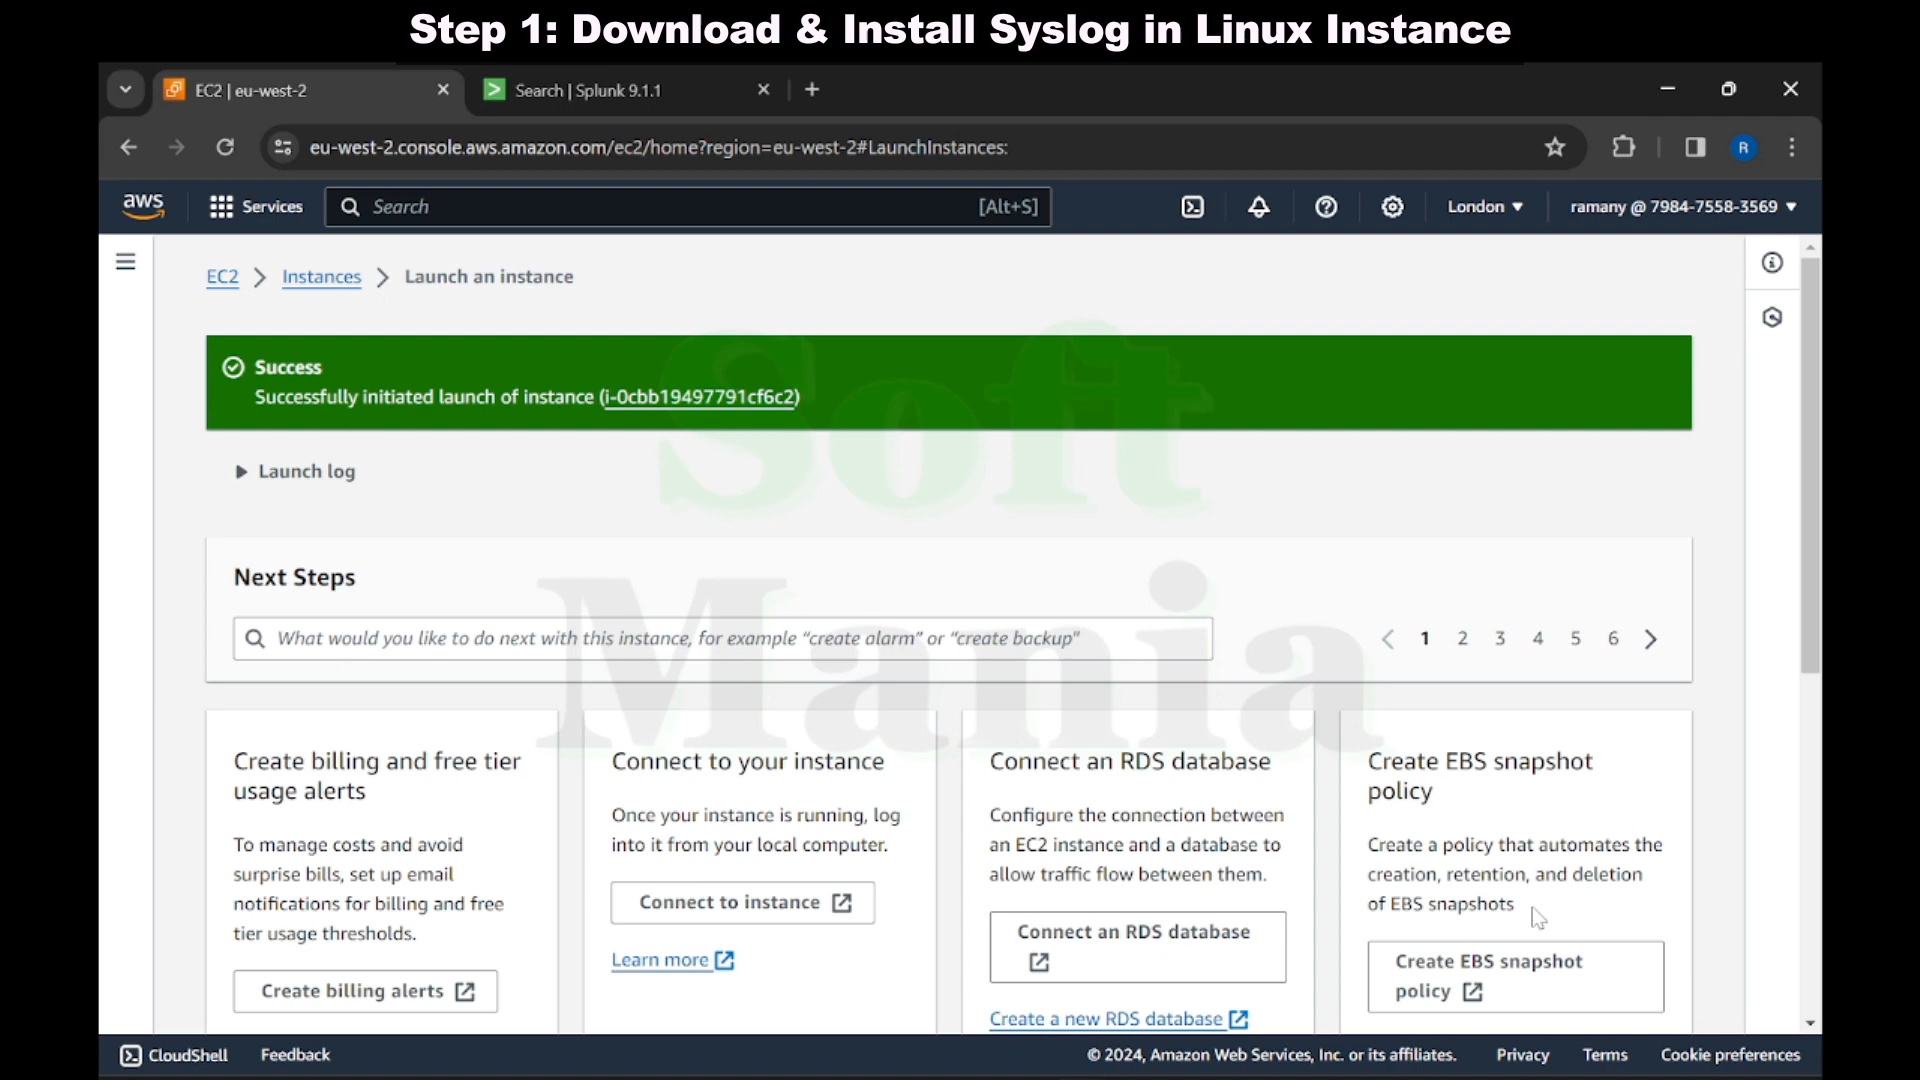 Step 1: Download & Install Syslog in Linux Instance
EC2 | eu-west-2
Search | Splunk 9.1.1
eu-west-2.console.aws.amazon.com/ec2/home?region=eu-west-2#LaunchInstances:
R
aws
Services
Search
[Alt+S]
London
ramany @ 7984-7558-3569
EC2
Instances
Launch an instance
Success
Successfully initiated launch of instance (i-0cbb19497791cf6c2)
Launch log
Soft
Mania
Next Steps
What would you like to do next with this instance, for example “create alarm” or “create backup”
1 2 3 4 5 6
Create billing and free tier
usage alerts
To manage costs and avoid
surprise bills, set up email
notifications for billing and free
tier usage thresholds.
Create billing alerts
Connect to your instance
Once your instance is running, log
into it from your local computer.
Connect to instance
Learn more
Connect an RDS database
Configure the connection between
an EC2 instance and a database to
allow traffic flow between them.
Connect an RDS database
Create a new RDS database
Create EBS snapshot
policy
Create a policy that automates the
creation, retention, and deletion
of EBS snapshots
Create EBS snapshot
policy
CloudShell
Feedback
© 2024, Amazon Web Services, Inc. or its affiliates.
Privacy
Terms
Cookie preferences